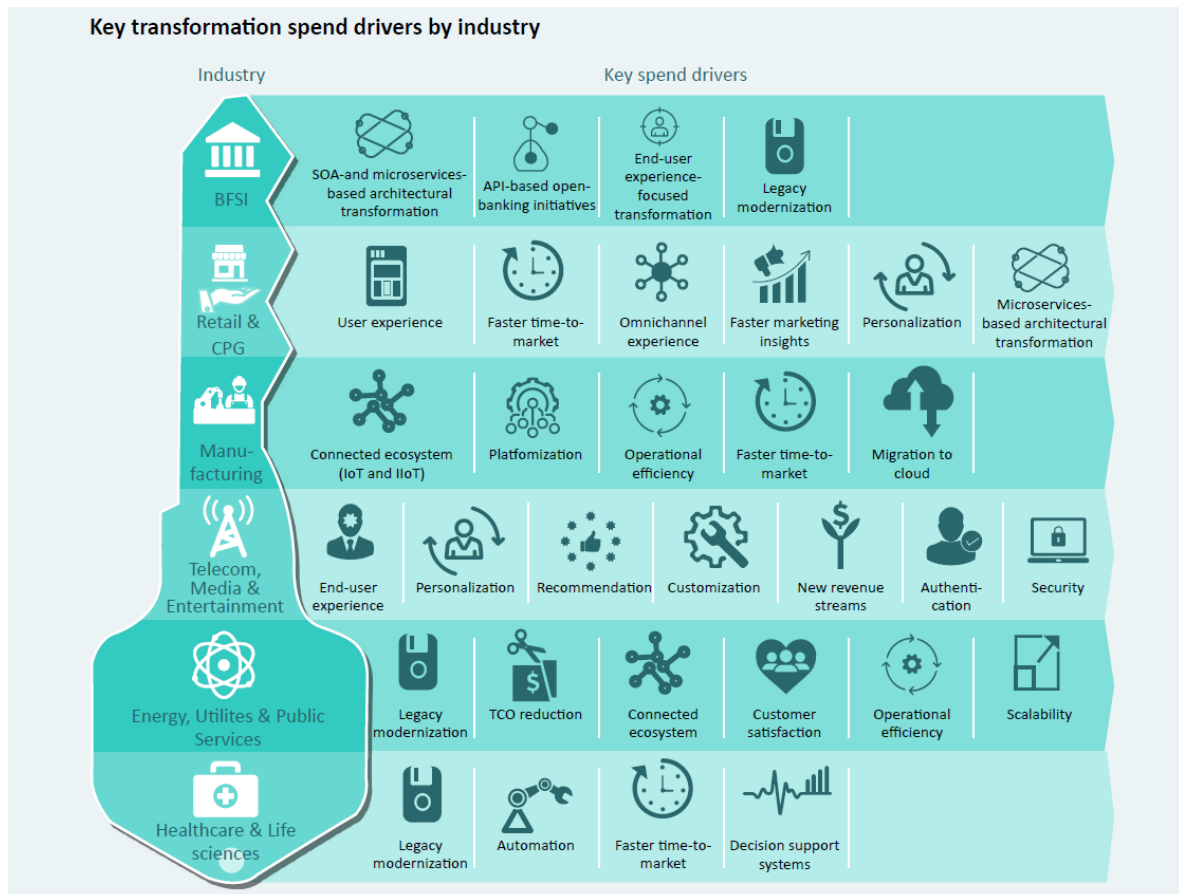 Key transformation spend drivers by industry
Industry
Key spend drivers
BFSI
SOA-and microservices-
based architectural
transformation
API-based open-
banking initiatives
End-user
experience-
focused
transformation
Legacy
modernization
Retail &
CPG
User experience
Faster time-to-
market
Omnichannel
experience
Faster marketing
insights
Personalization
Microservices-
based architectural
transformation
Manu-
facturing
Connected ecosystem
(IoT and IIoT)
Platfomization
Operational
efficiency
Faster time-to-
market
Migration to
cloud
Telecom,
Media &
Entertainment
End-user
experience
Personalization
Recommendation
Customization
New revenue
streams
Authenti-
cation
Security
Energy, Utilites & Public
Services
Legacy
modernization
TCO reduction
Connected
ecosystem
Customer
satisfaction
Operational
efficiency
Scalability
Healthcare & Life
sciences
Legacy
modernization
Automation
Faster time-to-
market
Decision support
systems